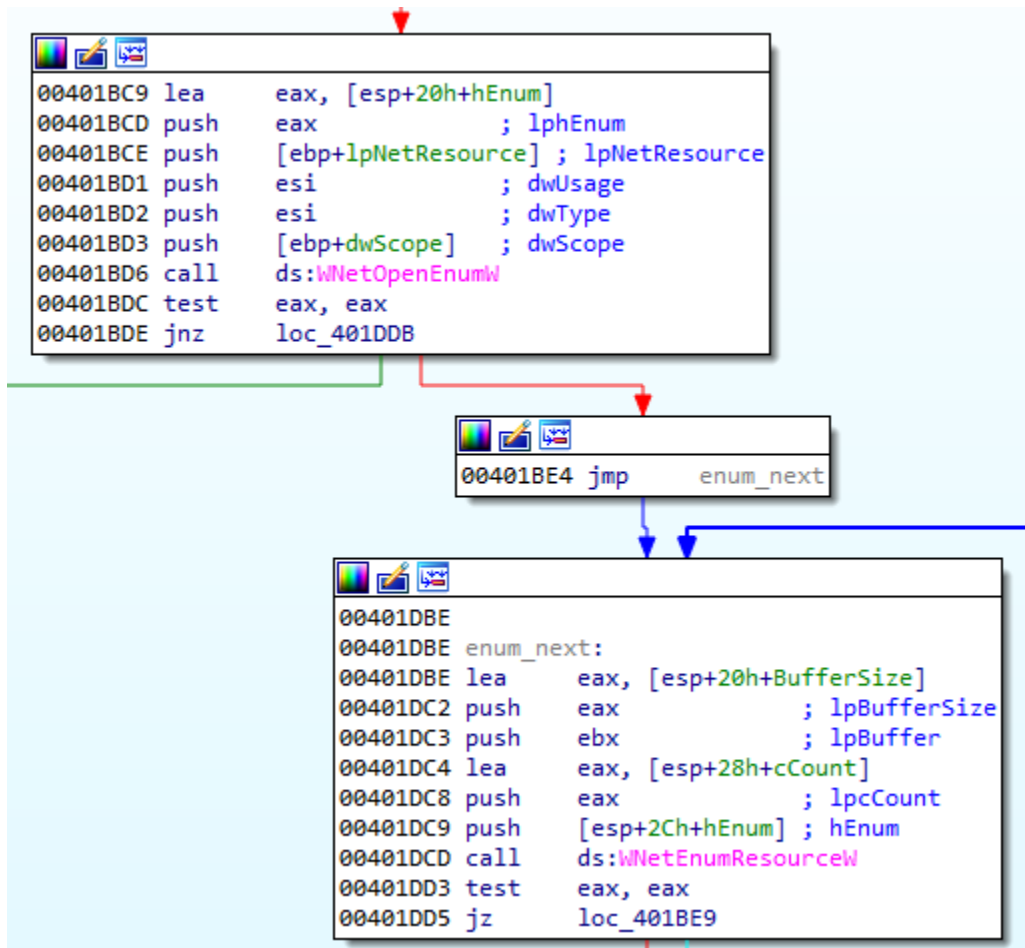 00401BC9 lea     eax, [esp+20h+hEnum]
00401BCD push    eax             ; lphEnum
00401BCE push    [ebp+lpNetResource] ; lpNetResource
00401BD1 push    esi             ; dwUsage
00401BD2 push    esi             ; dwType
00401BD3 push    [ebp+dwScope]   ; dwScope
00401BD6 call    ds:WNetOpenEnumW
00401BDC test    eax, eax
00401BDE jnz     loc_401DDB
00401BE4 jmp     enum_next
00401DBE
00401DBE enum_next:
00401DBE lea     eax, [esp+20h+BufferSize]
00401DC2 push    eax             ; lpBufferSize
00401DC3 push    ebx             ; lpBuffer
00401DC4 lea     eax, [esp+28h+cCount]
00401DC8 push    eax             ; lpcCount
00401DC9 push    [esp+2Ch+hEnum] ; hEnum
00401DCD call    ds:WNetEnumResourceW
00401DD3 test    eax, eax
00401DD5 jz      loc_401BE9